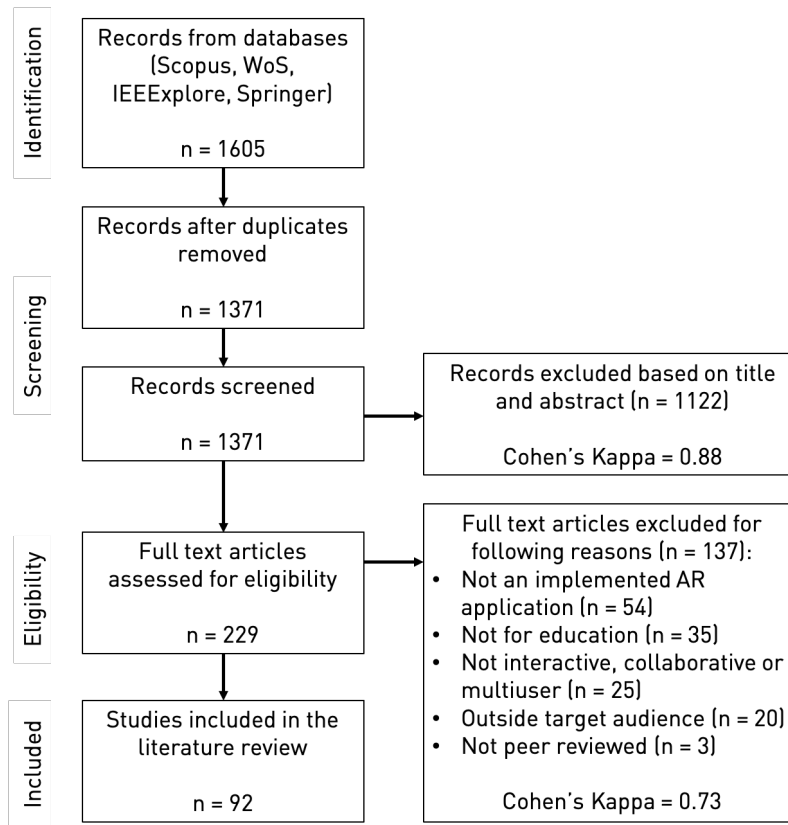 Identification
Records from databases
(Scopus, WoS,
IEEExplore, Springer)
n = 1605
Records after duplicates
removed
n = 1371
Screening
Records screened
n = 1371
Records excluded based on title
and abstract (n = 1122)
Cohen's Kappa = 0.88
Eligibility
Full text articles
assessed for eligibility
n = 229
Full text articles excluded for
following reasons (n = 137):
• Not an implemented AR
application (n = 54)
• Not for education (n = 35)
• Not interactive, collaborative or
multiuser (n = 25)
• Outside target audience (n = 20)
• Not peer reviewed (n = 3)
Cohen's Kappa = 0.73
Included
Studies included in the
literature review
n = 92